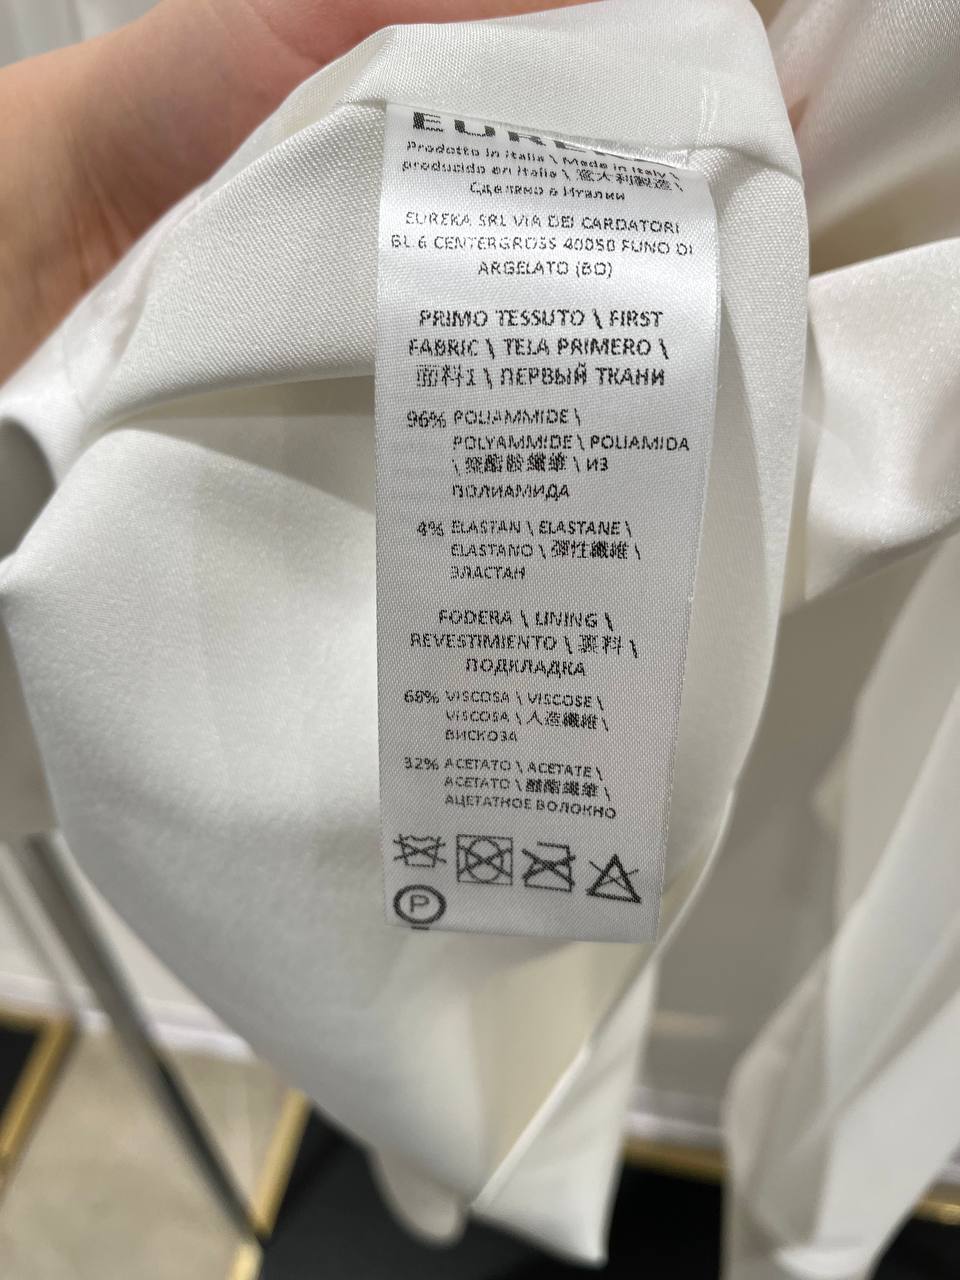 Prodotto in Italia \ Made in Italy \
producido en Italia \ 意大利製造 \
Сделано в Италии
EUREKA SRL VIA DEI CARDATORI
BL.6 CENTERGROSS 40050 FUNO DI
ARGELATO (BO)
PRIMO TESSUTO \ FIRST
FABRIC \ TELA PRIMERO \
面料1 \ ПЕРВЫЙ ТКАНИ
96% POLIAMMIDE \
POLYAMMIDE \ POLIAMIDA
\ 聚酰胺纖維 \ ИЗ
ПОЛИАМИДА
4% ELASTAN \ ELASTANE \
ELASTANO \ 彈性纖維 \
ЭЛАСТАН
FODERA \ LINING \
REVESTIMIENTO \ 裏料 \
ПОДКЛАДКА
68% VISCOSA \ VISCOSE \
VISCOSA \ 人造纖維 \
ВИСКОЗА
32% ACETATO \ ACETATE \
ACETATO \ 醋酯纖維 \
АЦЕТАТНОЕ ВОЛОКНО
P